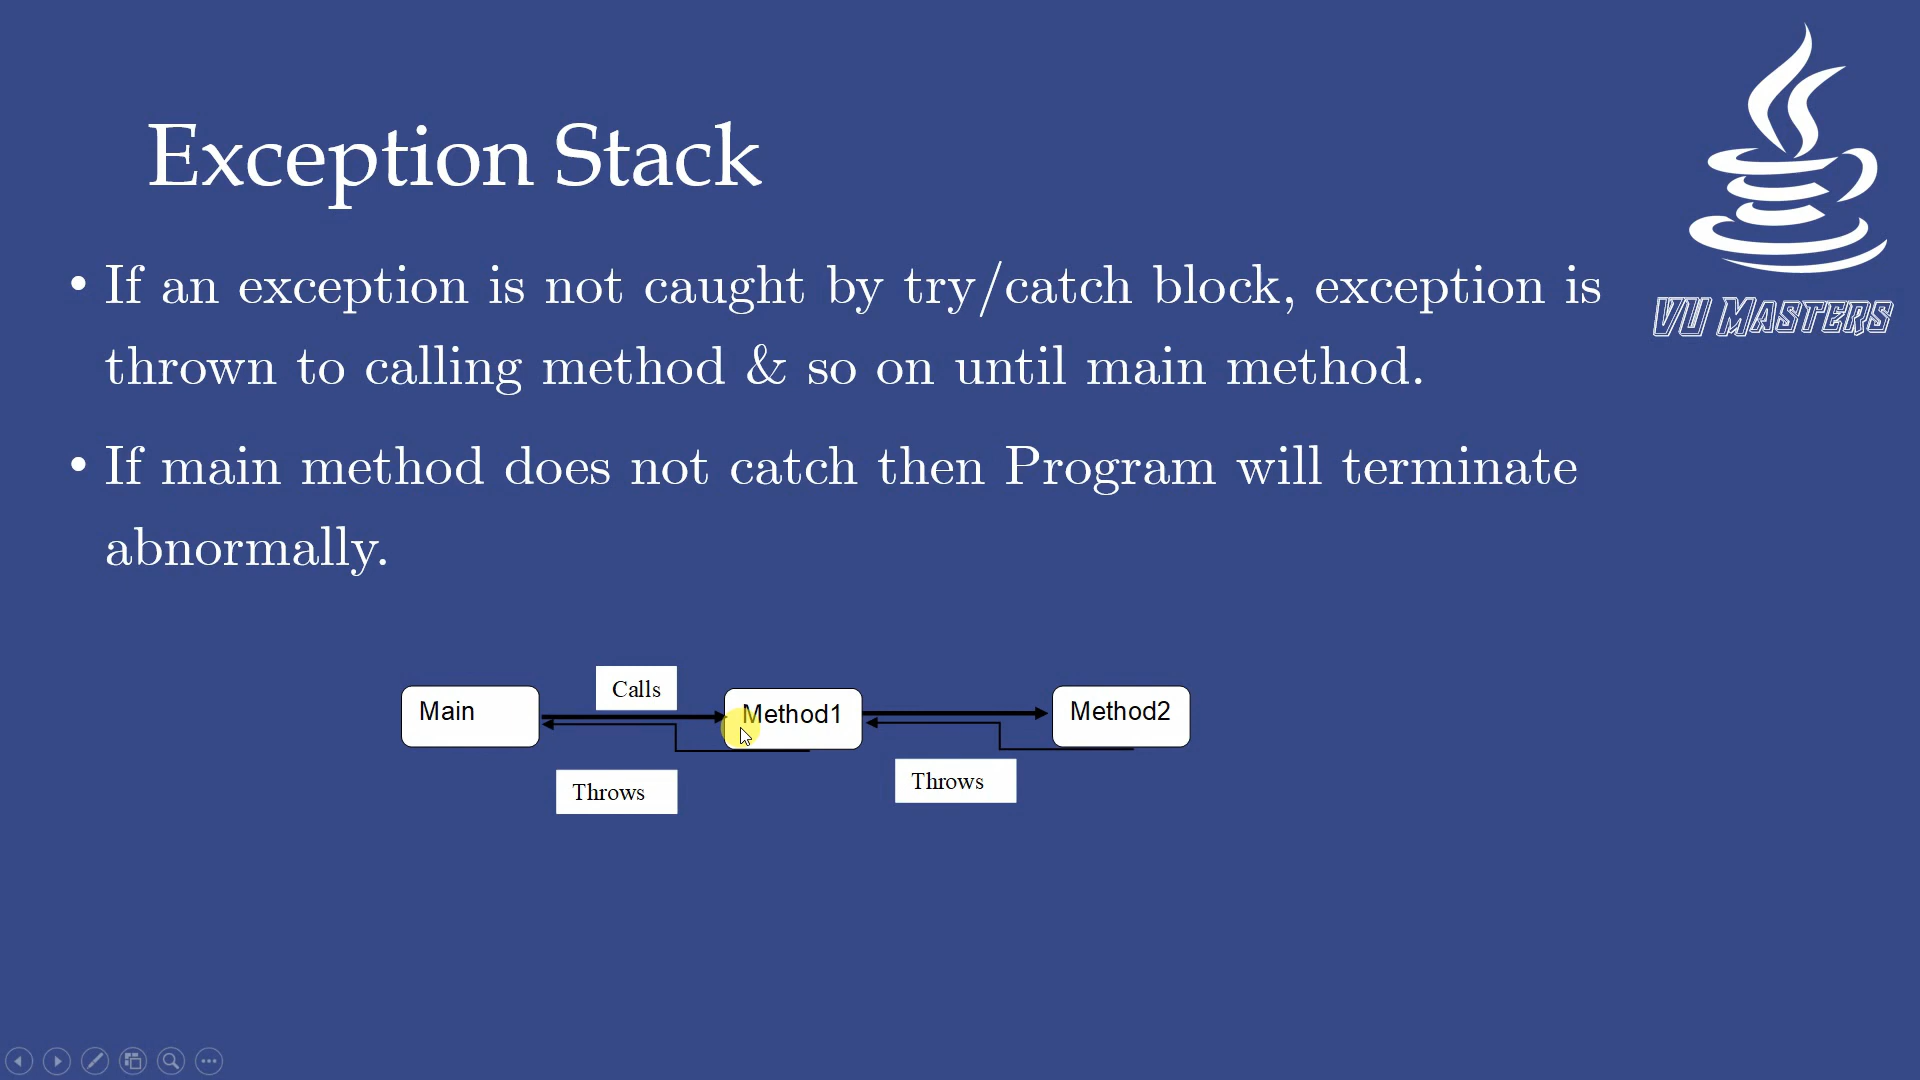 Exception Stack
VU Masters
• If an exception is not caught by try/catch block, exception is
thrown to calling method & so on until main method.
• If main method does not catch then Program will terminate
abnormally.
Calls
Main
Method1
Method2
Throws
Throws